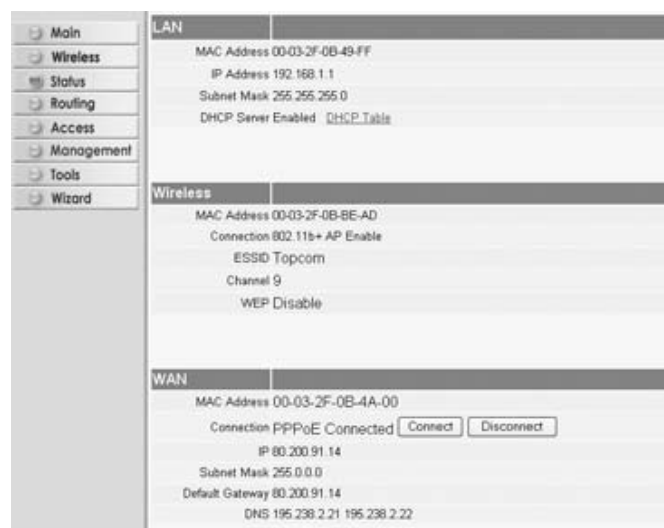 Main
Wireless
Status
Routing
Access
Management
Tools
Wizard
LAN
MAC Address 00-03-2F-0B-49-FF
IP Address 192.168.1.1
Subnet Mask 255.255.255.0
DHCP Server Enabled DHCP Table
Wireless
MAC Address 00-03-2F-0B-BE-AD
Connection 802.11b+ AP Enable
ESSID Topcom
Channel 9
WEP Disable
WAN
MAC Address 00-03-2F-0B-4A-00
Connection PPPoE Connected Connect Disconnect
IP 80.200.91.14
Subnet Mask 255.0.0.0
Default Gateway 80.200.91.14
DNS 195.238.2.21 195.238.2.22